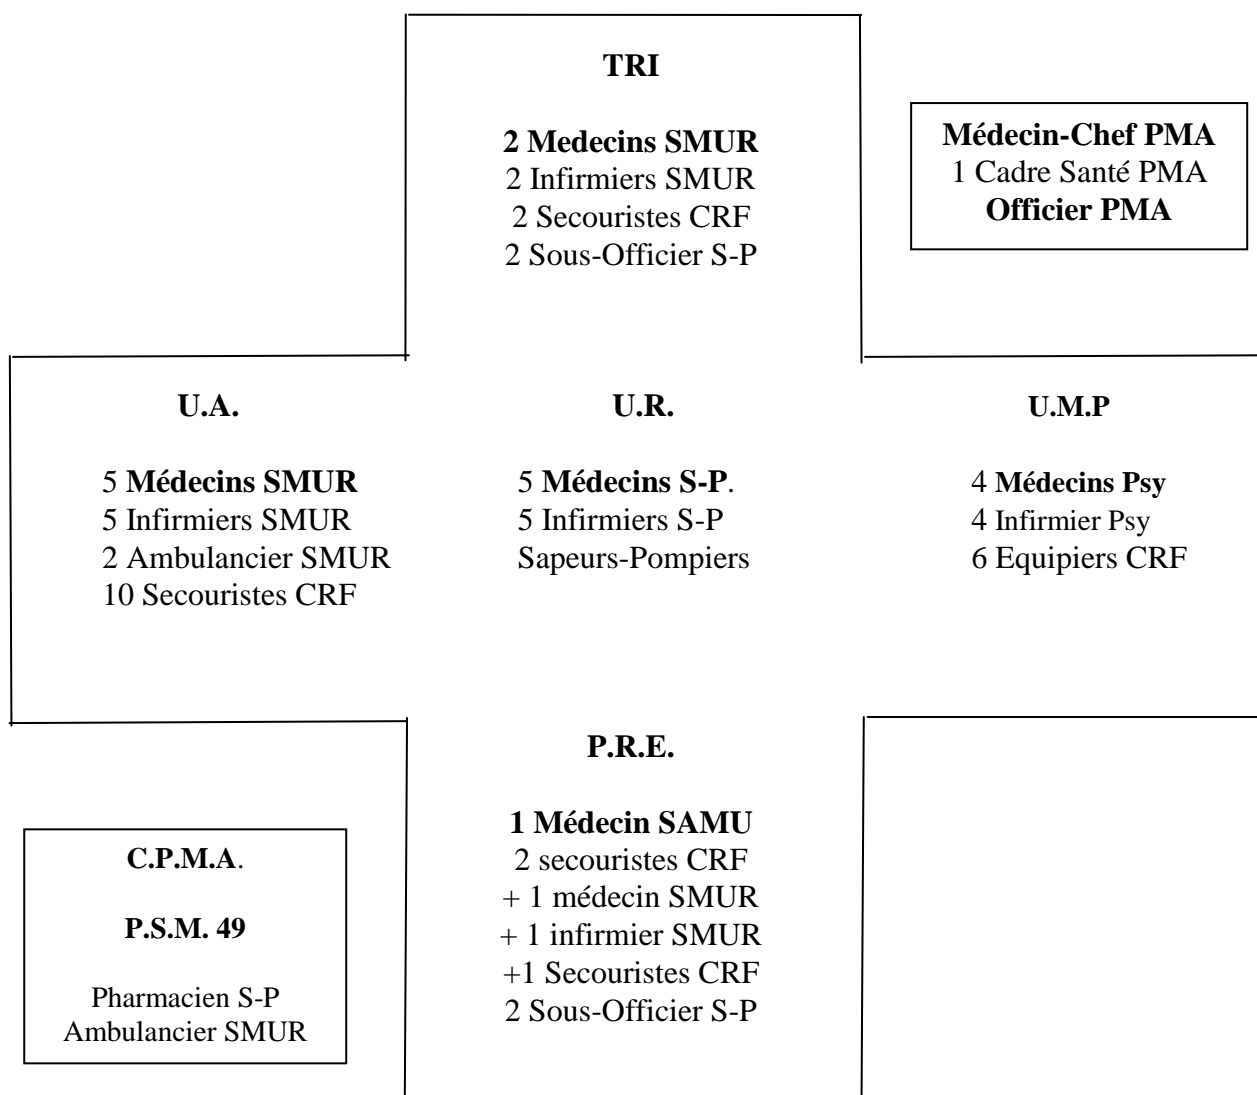 TRI
2 Medecins SMUR
2 Infirmiers SMUR
2 Secouristes CRF
2 Sous-Officier S-P
Médecin-Chef PMA
1 Cadre Santé PMA
Officier PMA
U.A.
5 Médecins SMUR
5 Infirmiers SMUR
2 Ambulancier SMUR
10 Secouristes CRF
U.R.
5 Médecins S-P.
5 Infirmiers S-P
Sapeurs-Pompiers
U.M.P
4 Médecins Psy
4 Infirmier Psy
6 Equipiers CRF
P.R.E.
1 Médecin SAMU
2 secouristes CRF
+ 1 médecin SMUR
+ 1 infirmier SMUR
+1 Secouristes CRF
2 Sous-Officier S-P
C.P.M.A.
P.S.M. 49
Pharmacien S-P
Ambulancier SMUR